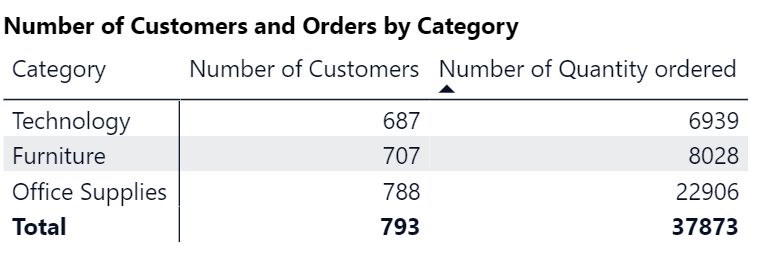 Number of Customers and Orders by Category
Category Number of Customers Number of Quantity ordered
Technology 687 6939
Furniture 707 8028
Office Supplies 788 22906
Total 793 37873